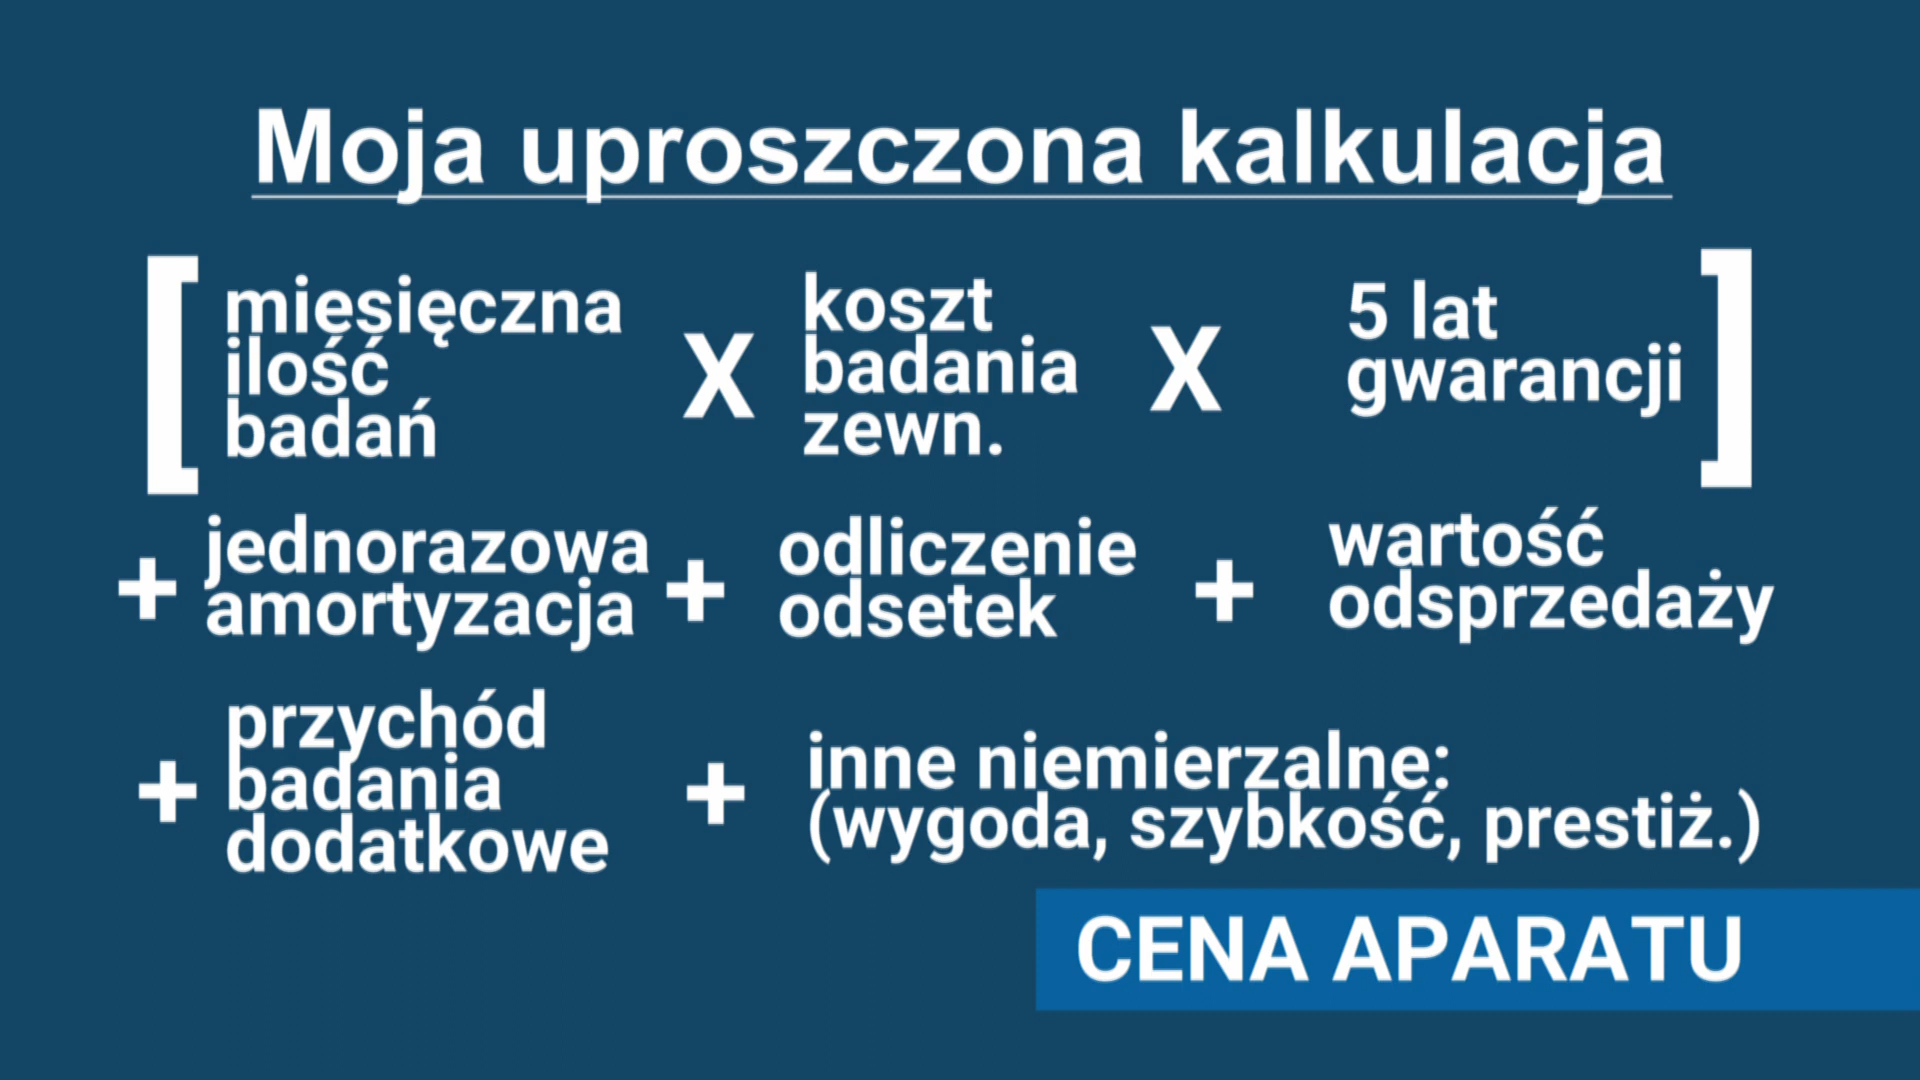 Moja uproszczona kalkulacja
[ miesięczna
ilość
badań
X
koszt
badania
zewn.
X
5 lat
gwarancji ]
+ jednorazowa
amortyzacja
+ odliczenie
odsetek
+ wartość
odsprzedaży
+ przychód
badania
dodatkowe
+ inne niemierzalne:
(wygoda, szybkość, prestiż.)
CENA APARATU